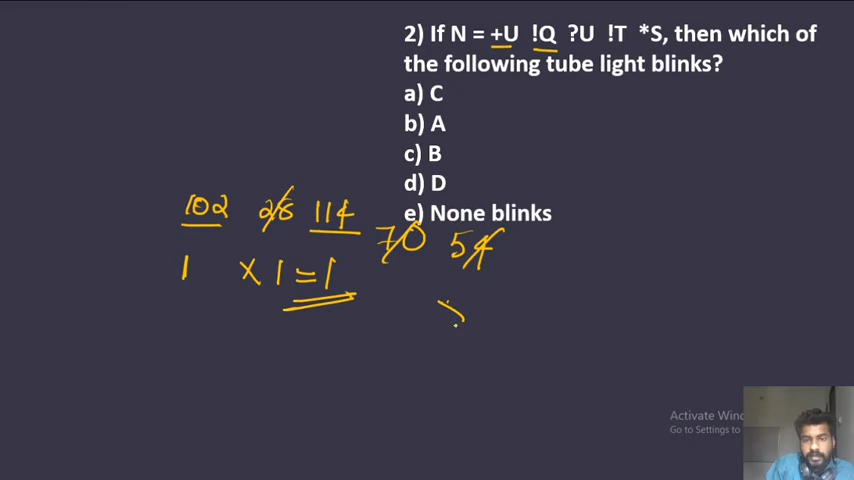 2) If N = +U !Q ?U !T *S, then which of
the following tube light blinks?
a) C
b) A
c) B
d) D
e) None blinks
102 28 114 70 54
1 × 1 = 1
Activate Wind
Go to Settings to